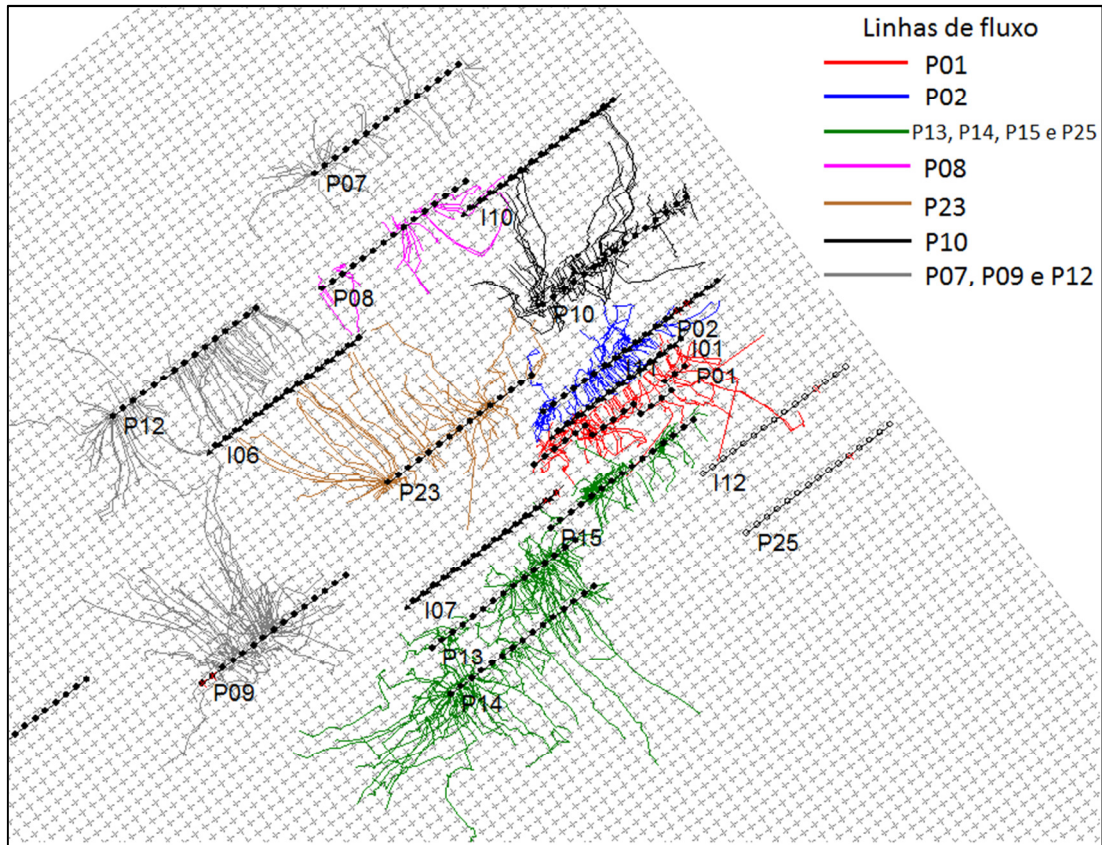 Linhas de fluxo
P01
P02
P13, P14, P15 e P25
P08
P23
P10
P07, P09 e P12
P07
I10
P08
P10
P02
I01
P01
P12
I06
P23
I12
P25
P15
I07
P13
P14
P09